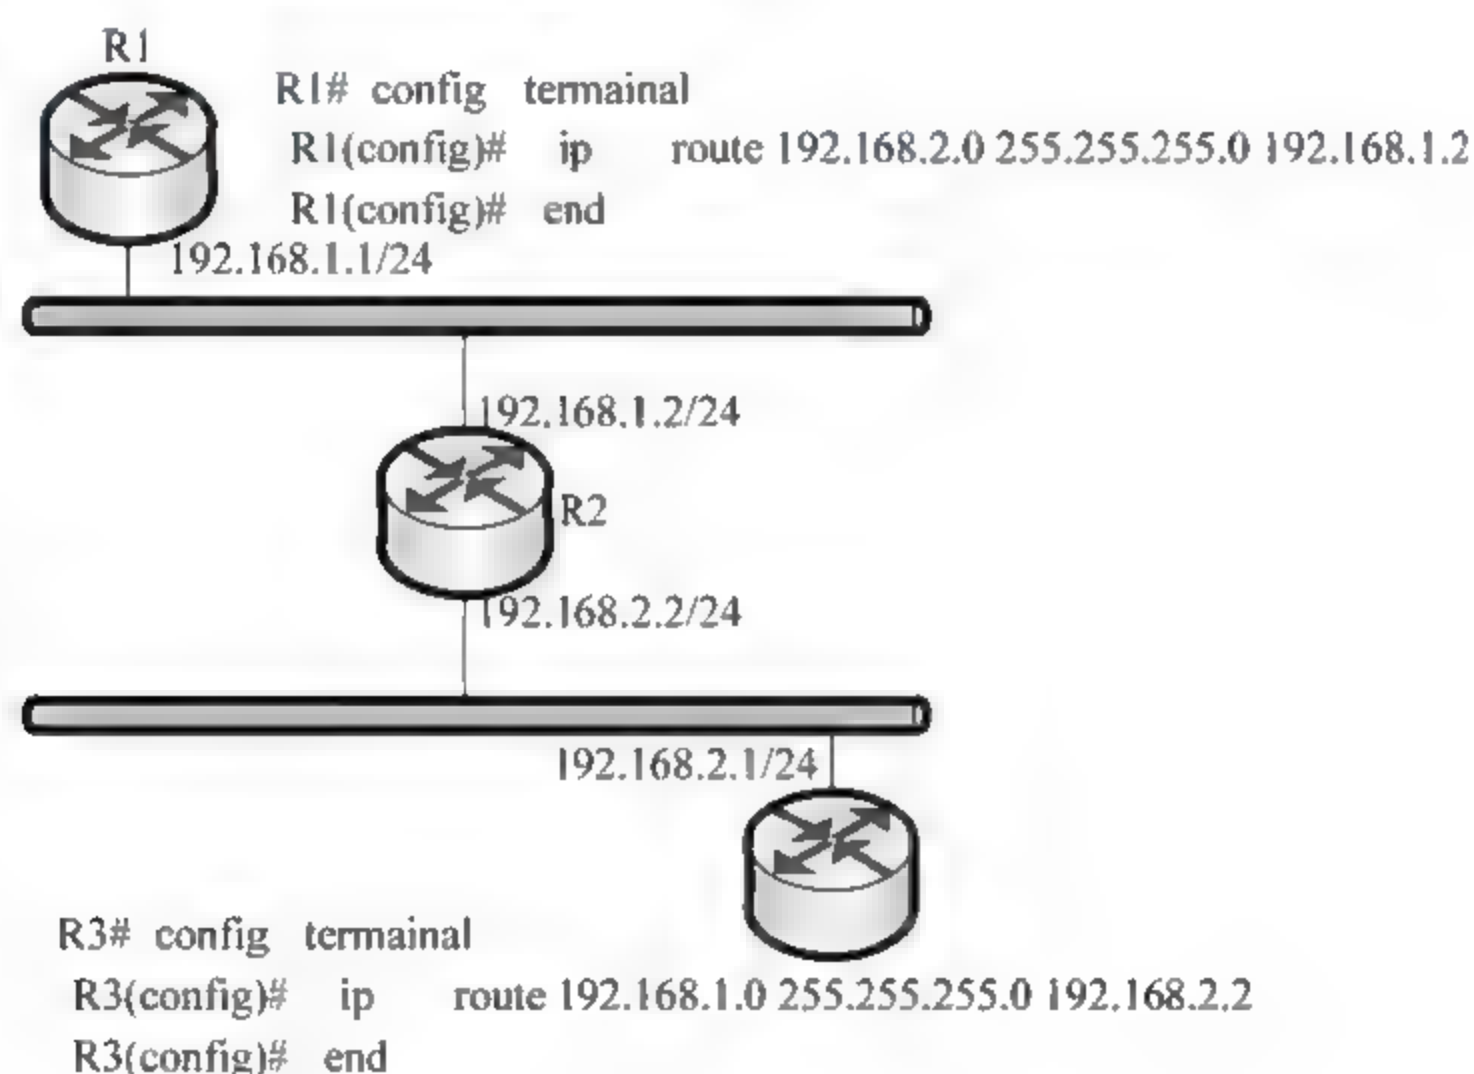 R1
R1# config termainal
R1(config)# ip route 192.168.2.0 255.255.255.0 192.168.1.2
R1(config)# end
192.168.1.1/24
192.168.1.2/24
R2
192.168.2.2/24
192.168.2.1/24
R3# config termainal
R3(config)# ip route 192.168.1.0 255.255.255.0 192.168.2.2
R3(config)# end